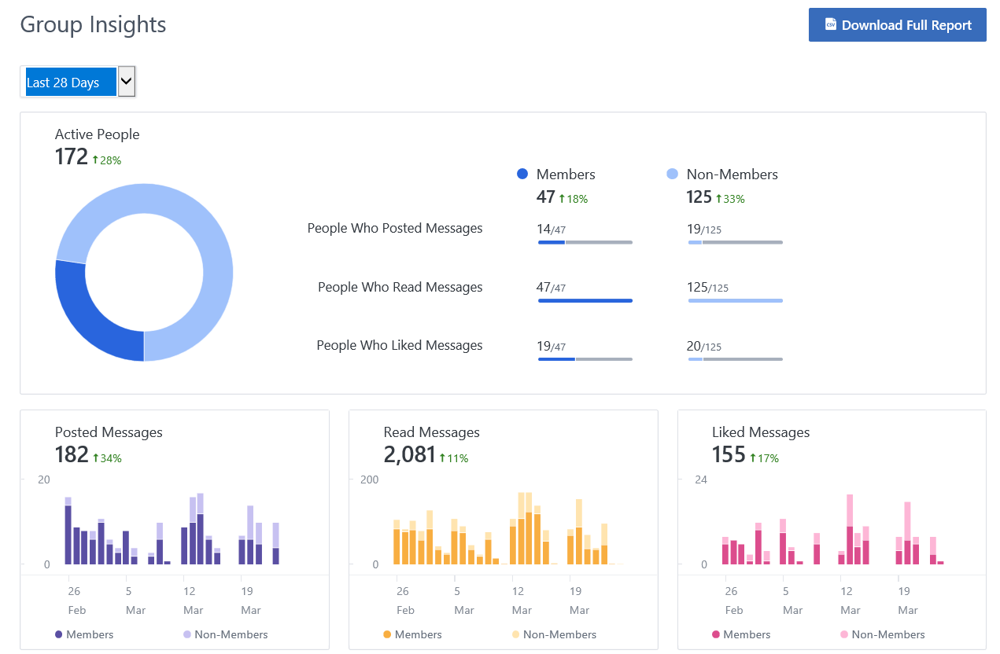 Group Insights
CSV Download Full Report
Last 28 Days
Active People
172 ↑28%
Members
Non-Members
47 ↑18%
125 ↑33%
People Who Posted Messages
14/47
19/125
People Who Read Messages
47/47
125/125
People Who Liked Messages
19/47
20/125
Posted Messages
182 ↑34%
20
0
26 Feb
5 Mar
12 Mar
19 Mar
Members
Non-Members
Read Messages
2,081 ↑11%
200
0
26 Feb
5 Mar
12 Mar
19 Mar
Members
Non-Members
Liked Messages
155 ↑17%
24
0
26 Feb
5 Mar
12 Mar
19 Mar
Members
Non-Members